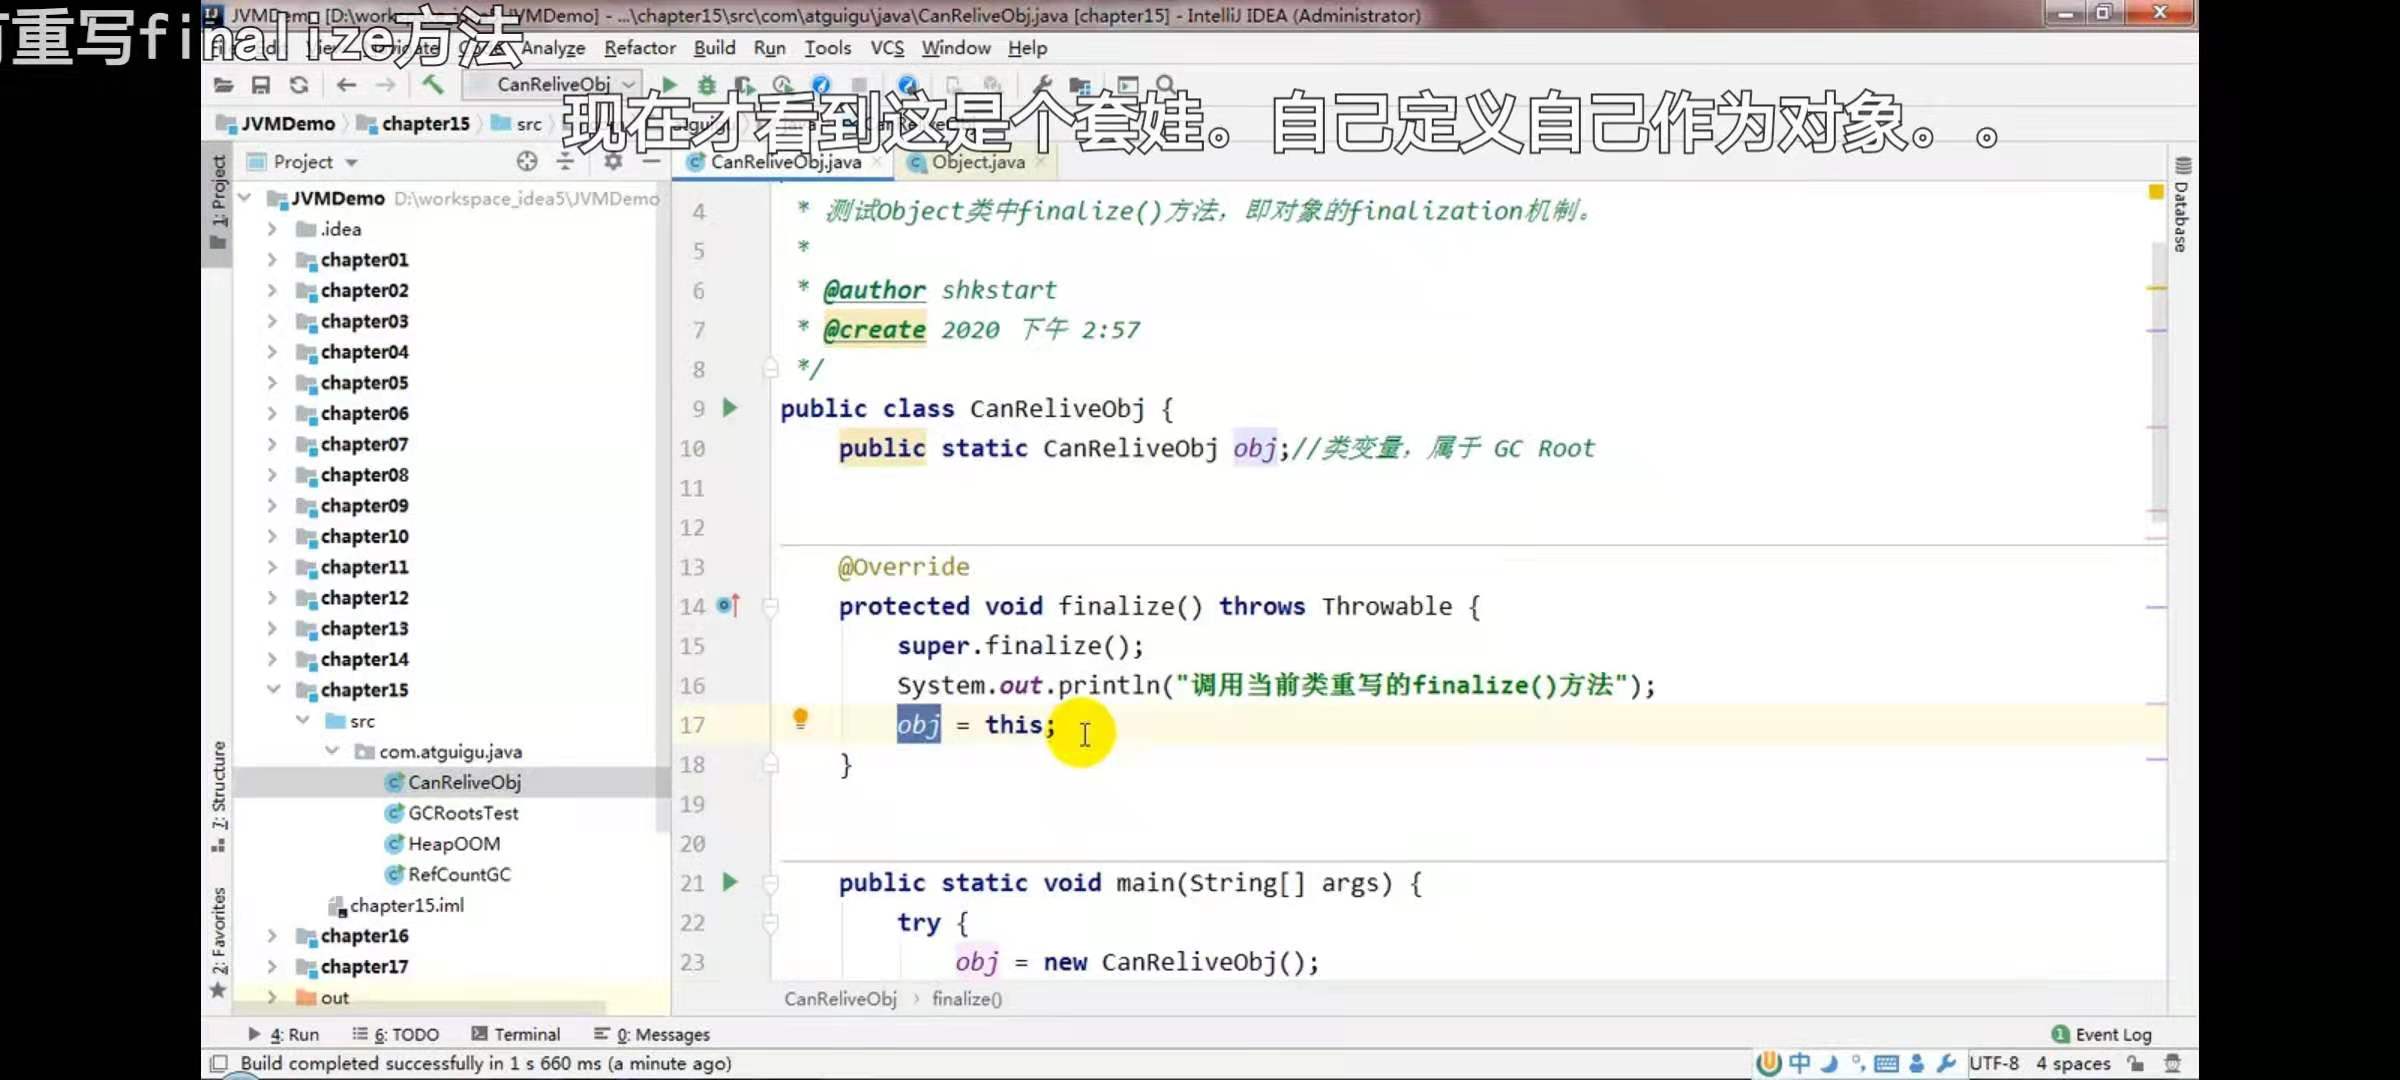 JVMDemo [D:\workspace_idea5\JVMDemo] - ...\chapter15\src\com\atguigu\java\CanReliveObj.java [chapter15] - IntelliJ IDEA (Administrator)
重写finalize方法
Analyze Refactor Build Run Tools VCS Window Help
CanReliveObj
现在才看到这是个套娃。自己定义自己作为对象。。
JVMDemo chapter15 src
Project
CanReliveObj.java
Object.java
1: Project
7: Structure
2: Favorites
Database
JVMDemo D:\workspace_idea5\JVMDemo
.idea
chapter01
chapter02
chapter03
chapter04
chapter05
chapter06
chapter07
chapter08
chapter09
chapter10
chapter11
chapter12
chapter13
chapter14
chapter15
src
com.atguigu.java
CanReliveObj
GCRootsTest
HeapOOM
RefCountGC
chapter15.iml
chapter16
chapter17
out
4 * 测试Object类中finalize()方法，即对象的finalization机制。
5 *
6 * @author shkstart
7 * @create 2020 下午 2:57
8 */
9 public class CanReliveObj {
10 public static CanReliveObj obj;//类变量，属于 GC Root
11
12
13 @Override
14 protected void finalize() throws Throwable {
15 super.finalize();
16 System.out.println("调用当前类重写的finalize()方法");
17 obj = this;
18 }
19
20
21 public static void main(String[] args) {
22 try {
23 obj = new CanReliveObj();
CanReliveObj › finalize()
4: Run 6: TODO Terminal 0: Messages
1 Event Log
Build completed successfully in 1 s 660 ms (a minute ago)
中
UTF-8 4 spaces